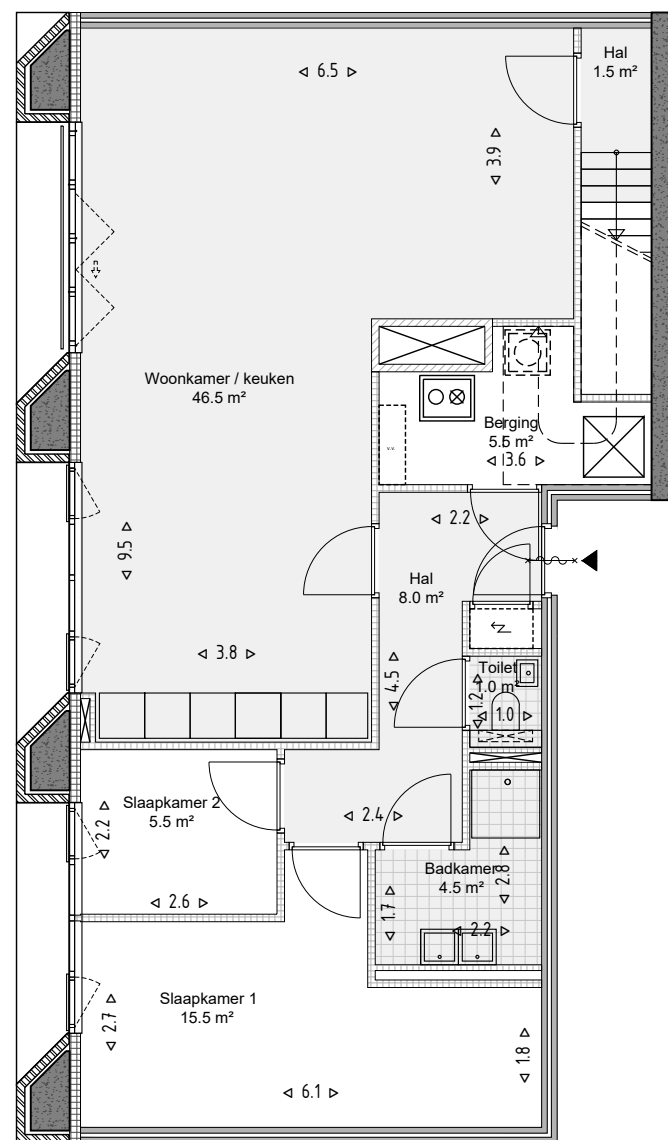 Hal
1.5 m²
6.5
3.9
Woonkamer / keuken
46.5 m²
Berging
5.5 m²
3.6
v.v.
2.2
9.5
Hal
8.0 m²
3.8
4.5
Toilet
1.0 m²
1.2
1.0
Slaapkamer 2
5.5 m²
2.2
2.4
2.6
Badkamer
4.5 m²
2.8
1.7
2.2
Slaapkamer 1
15.5 m²
2.7
1.8
6.1